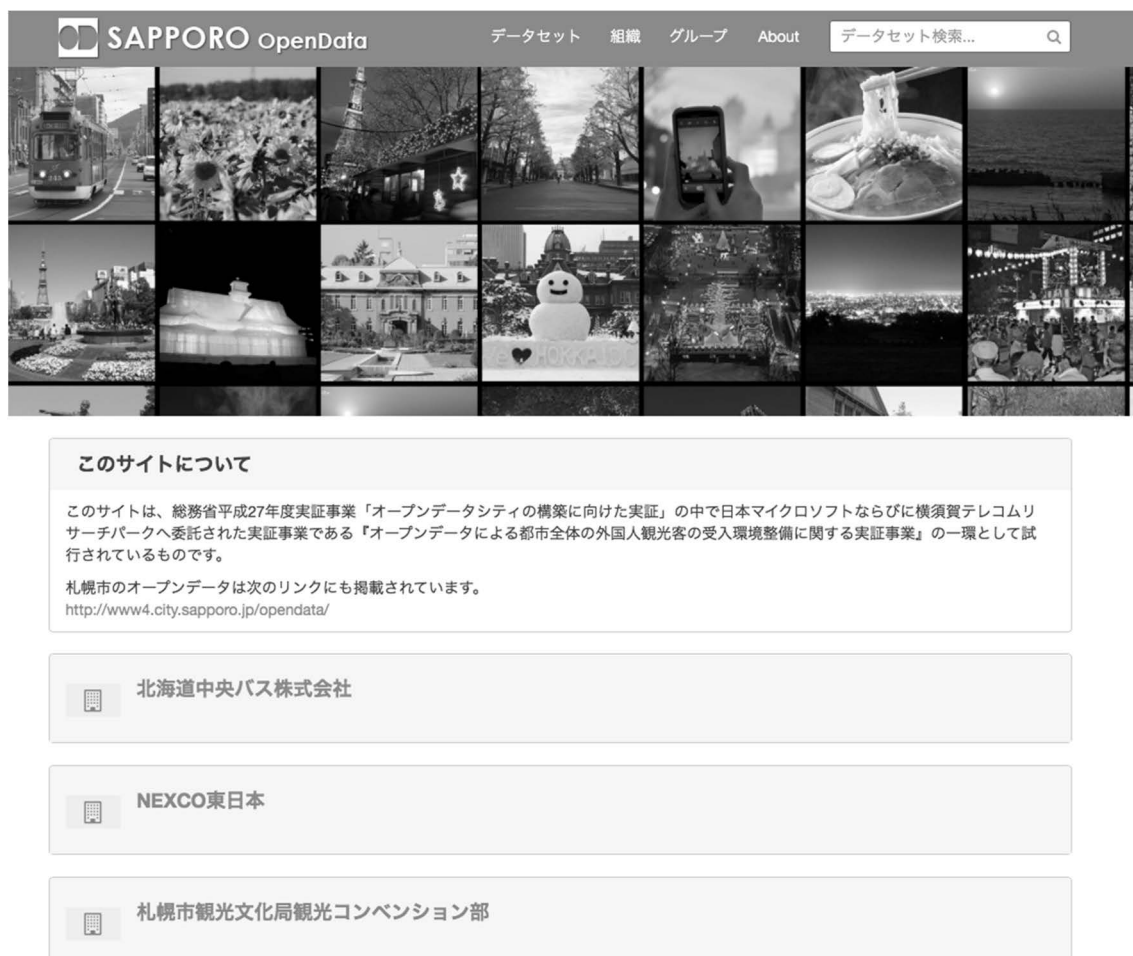 SAPPORO OpenData
データセット 組織 グループ About データセット検索...
HOKKAIDO
このサイトについて
このサイトは、総務省平成27年度実証事業「オープンデータシティの構築に向けた実証」の中で日本マイクロソフトならびに横須賀テレコムリ
サーチパークへ委託された実証事業である『オープンデータによる都市全体の外国人観光客の受入環境整備に関する実証事業』の一環として試
行されているものです。
札幌市のオープンデータは次のリンクにも掲載されています。
http://www4.city.sapporo.jp/opendata/
北海道中央バス株式会社
NEXCO東日本
札幌市観光文化局観光コンベンション部